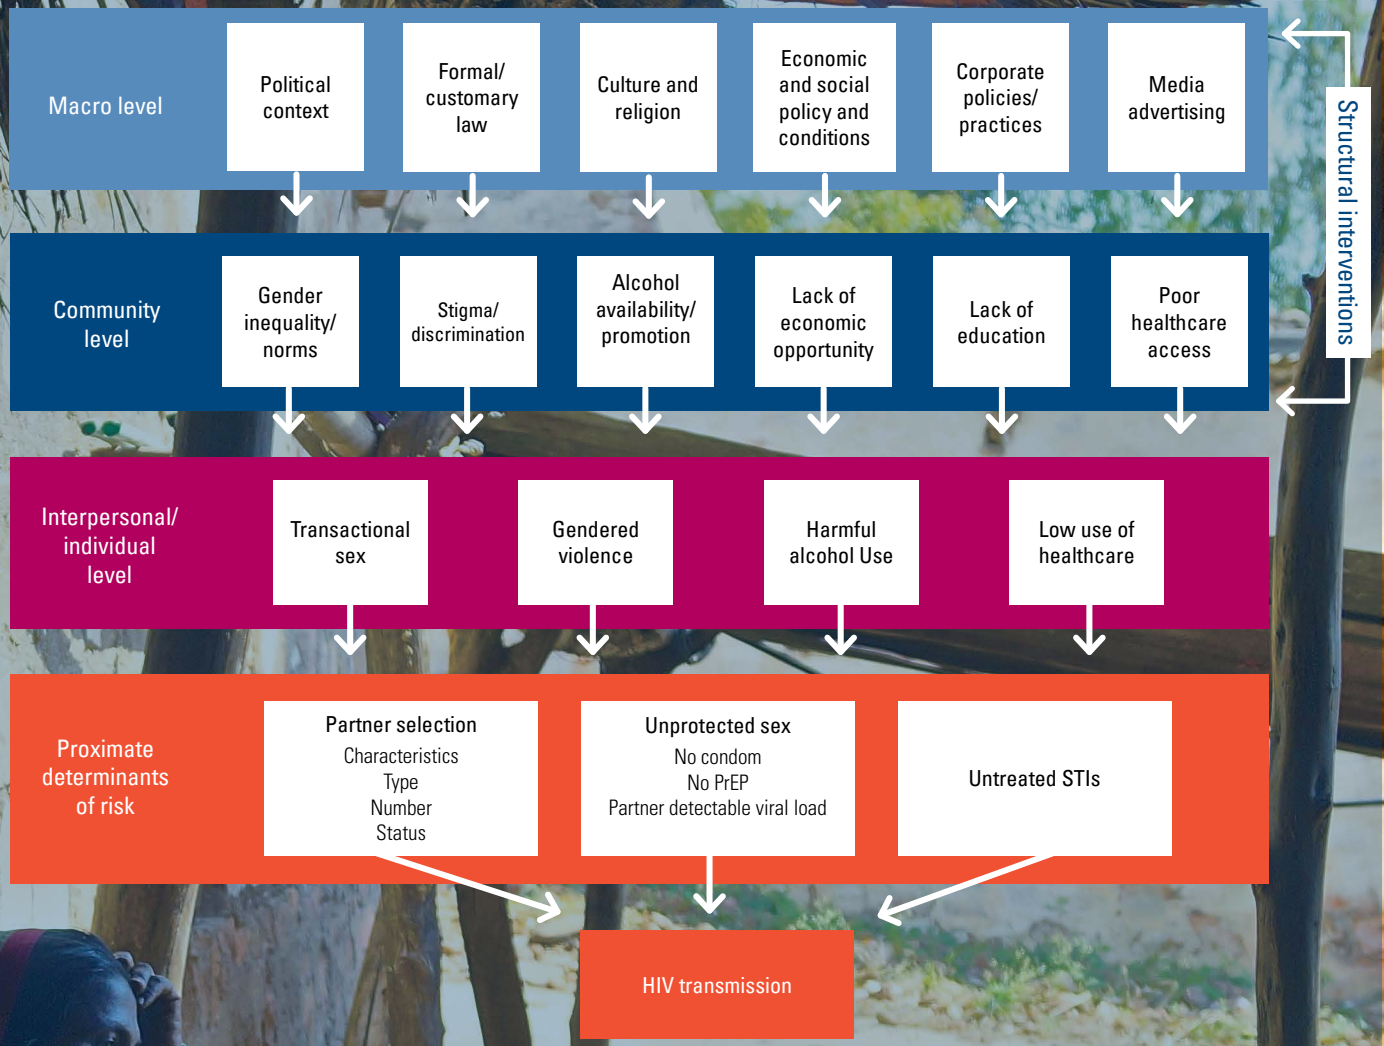 Macro level
Political
context
Formal/
customary
law
Culture and
religion
Economic
and social
policy and
conditions
Corporate
policies/
practices
Media
advertising
Structural interventions
Community
level
Gender
inequality/
norms
Stigma/
discrimination
Alcohol
availability/
promotion
Lack of
economic
opportunity
Lack of
education
Poor
healthcare
access
Interpersonal/
individual
level
Transactional
sex
Gendered
violence
Harmful
alcohol Use
Low use of
healthcare
Proximate
determinants
of risk
Partner selection
Characteristics
Type
Number
Status
Unprotected sex
No condom
No PrEP
Partner detectable viral load
Untreated STIs
HIV transmission